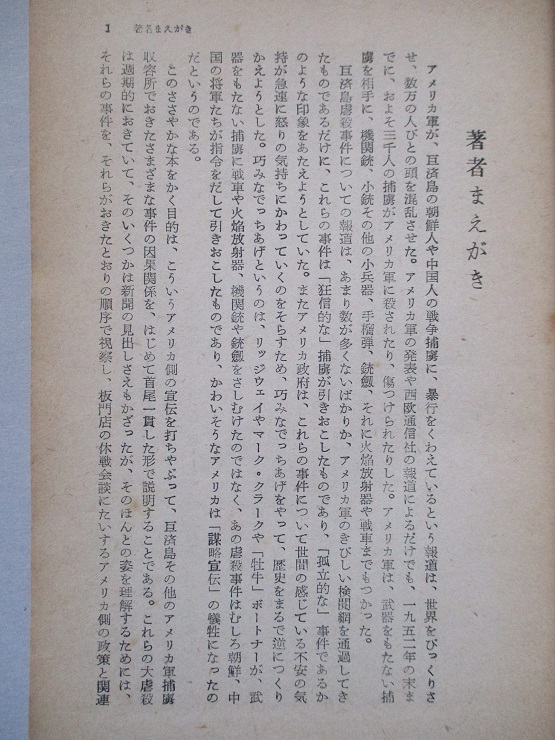 1　著者まえがき
著者まえがき
アメリカ軍が、巨済島の朝鮮人や中国人の戦争捕虜に、暴行をくわえているという報道は、世界をびっくりさ
せ、数万の人びとの頭を混乱させた。アメリカ軍の発表や西欧通信社の報道によるだけでも、一九五二年の末ま
でに、およそ三千人の捕虜がアメリカ軍に殺されたり、傷つけられたりした。アメリカ軍は、武器をもたない捕
虜を相手に、機関銃、小銃その他の小兵器、手榴弾、銃剣、それに火焔放射器や戦車までもつかった。
巨済島虐殺事件についての報道は、あまり数が多くないばかりか、アメリカ軍のきびしい検閲網を通過してき
たものであるだけに、これらの事件は「狂信的な」捕虜が引きおこしたものであり、「孤立的な」事件であるか
のような印象をあたえようとしていた。またアメリカ政府は、これらの事件について世間の感じている不安の気
持が急速に怒りの気持ちにかわっていくのをそらすため、巧みなでっちあげをやって、歴史をまるで逆につくり
かえようとした。巧みなでっちあげというのは、リッジウェイやマーク・クラークや「牡牛」ボートナーが、武
器をもたない捕虜に戦車や火焔放射器、機関銃や銃剣をさしむけたのではなく、あの虐殺事件はむしろ朝鮮、中
国の将軍たちが指令をだして引きおこしたものであり、かわいそうなアメリカは「謀略宣伝」の犠牲になったの
だというのである。
このささやかな本をかく目的は、こういうアメリカ側の宣伝を打ちやぶって、巨済島その他のアメリカ軍捕虜
収容所でおきたさまざまな事件の因果関係を、はじめて首尾一貫した形で説明することである。これらの大虐殺
は週期的におきていて、そのいくつかは新聞の見出しさえもかざったが、そのほんとの姿を理解するためには、
それらの事件を、それらがおきたとおりの順序で視察し、板門店の休戦会談にたいするアメリカ側の政策と関連